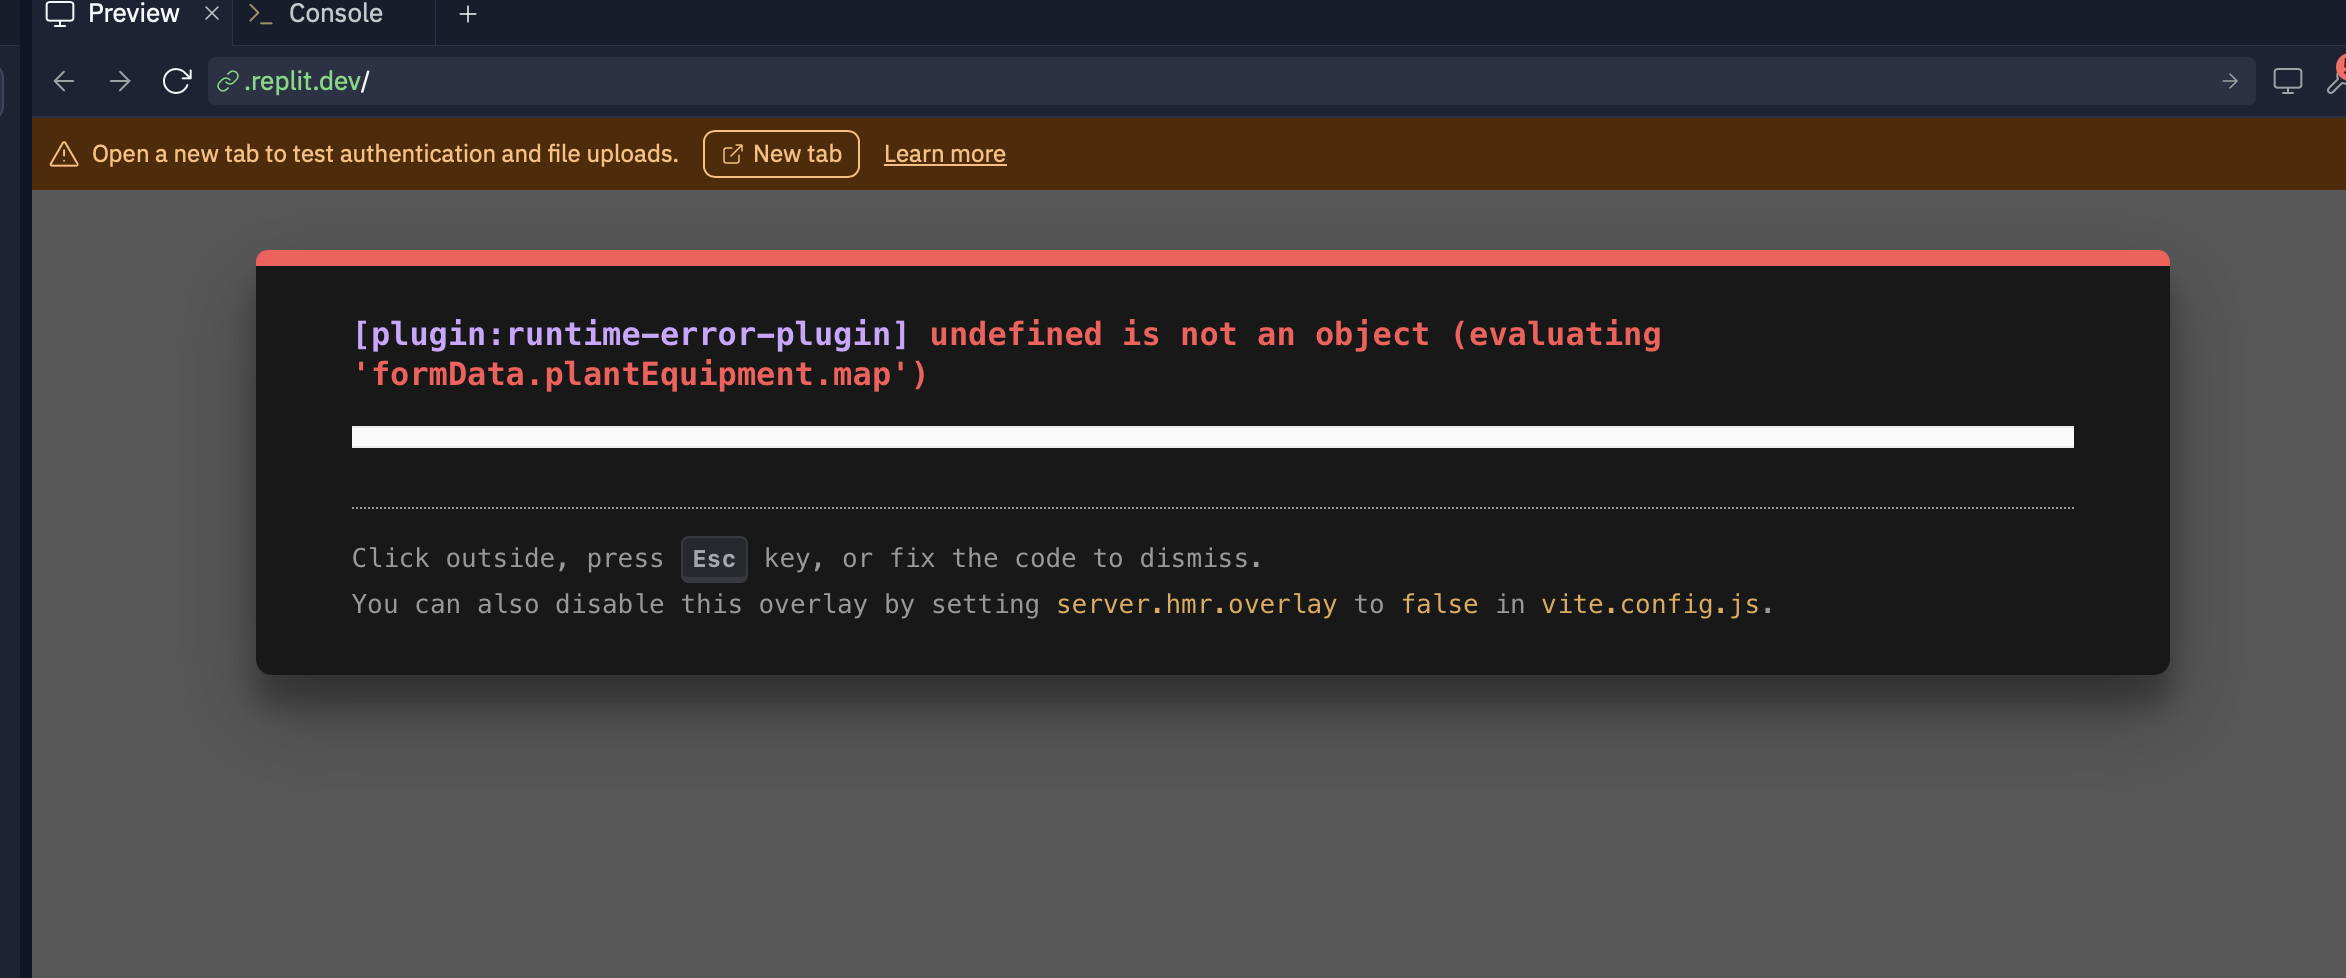 Preview
Console
.replit.dev/
Open a new tab to test authentication and file uploads.
New tab
Learn more
[plugin:runtime-error-plugin] undefined is not an object (evaluating
'formData.plantEquipment.map')
Click outside, press Esc key, or fix the code to dismiss.
You can also disable this overlay by setting server.hmr.overlay to false in vite.config.js.